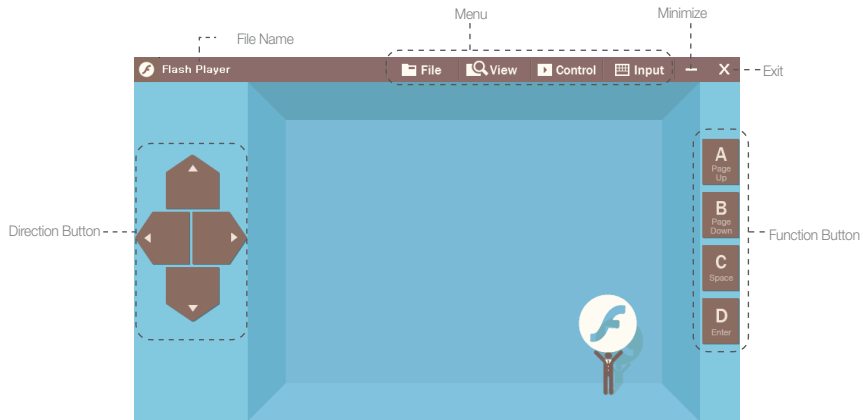 Menu
Minimize
File Name
Flash Player
File
View
Control
Input
Exit
Direction Button
A
Page
Up
B
Page
Down
C
Space
D
Enter
Function Button